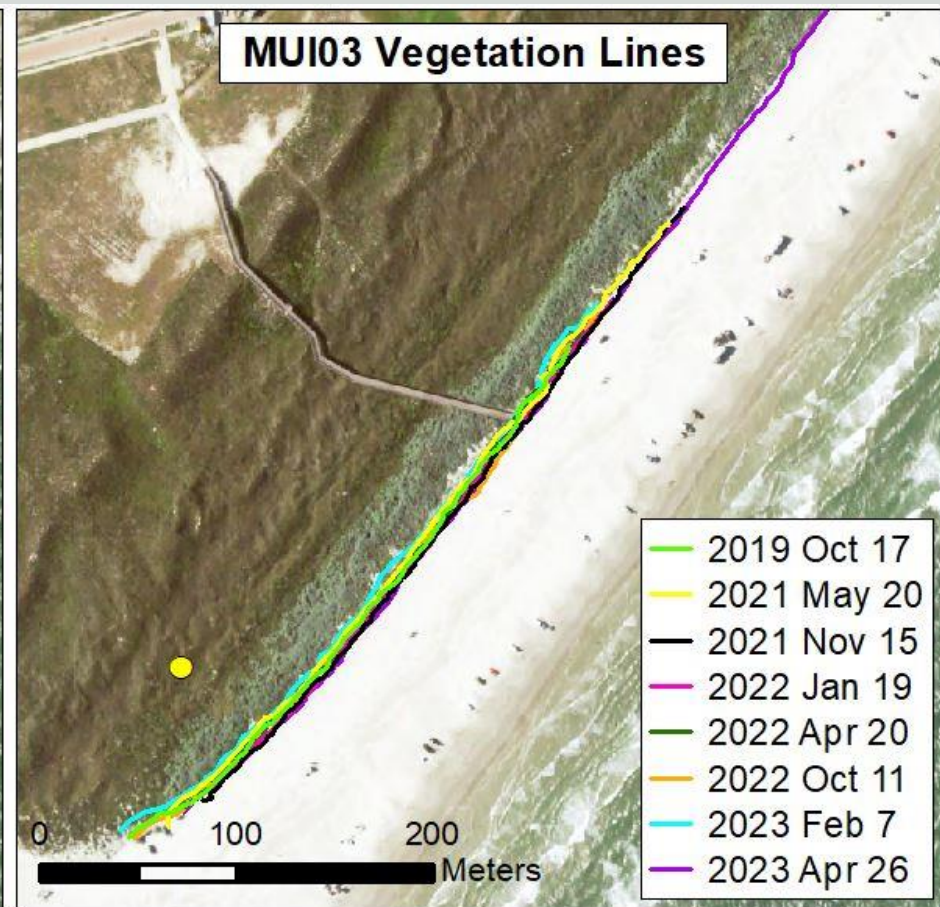 MUI03 Vegetation Lines
2019 Oct 17
2021 May 20
2021 Nov 15
2022 Jan 19
2022 Apr 20
2022 Oct 11
2023 Feb 7
2023 Apr 26
0 100 200
Meters